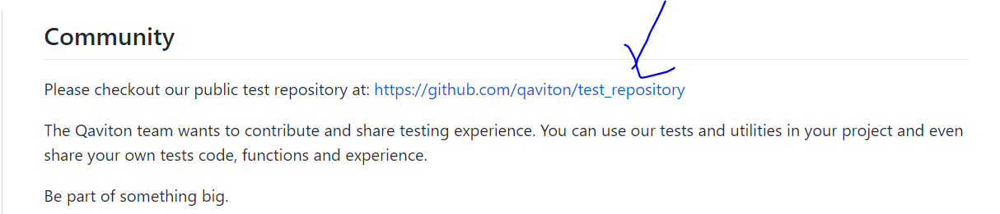 Community
Please checkout our public test repository at: https://github.com/qaviton/test_repository
The Qaviton team wants to contribute and share testing experience. You can use our tests and utilities in your project and even
share your own tests code, functions and experience.
Be part of something big.